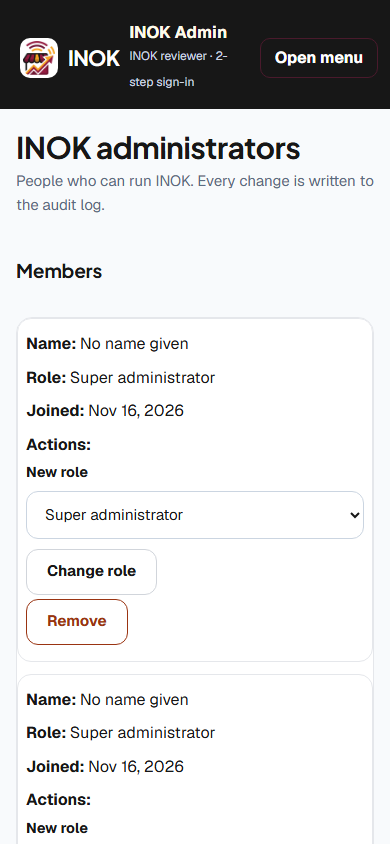 INOK
INOK Admin
INOK reviewer · 2-
step sign-in
Open menu
INOK administrators
People who can run INOK. Every change is written to
the audit log.
Members
Name: No name given
Role: Super administrator
Joined: Nov 16, 2026
Actions:
New role
Super administrator
Change role
Remove
Name: No name given
Role: Super administrator
Joined: Nov 16, 2026
Actions:
New role